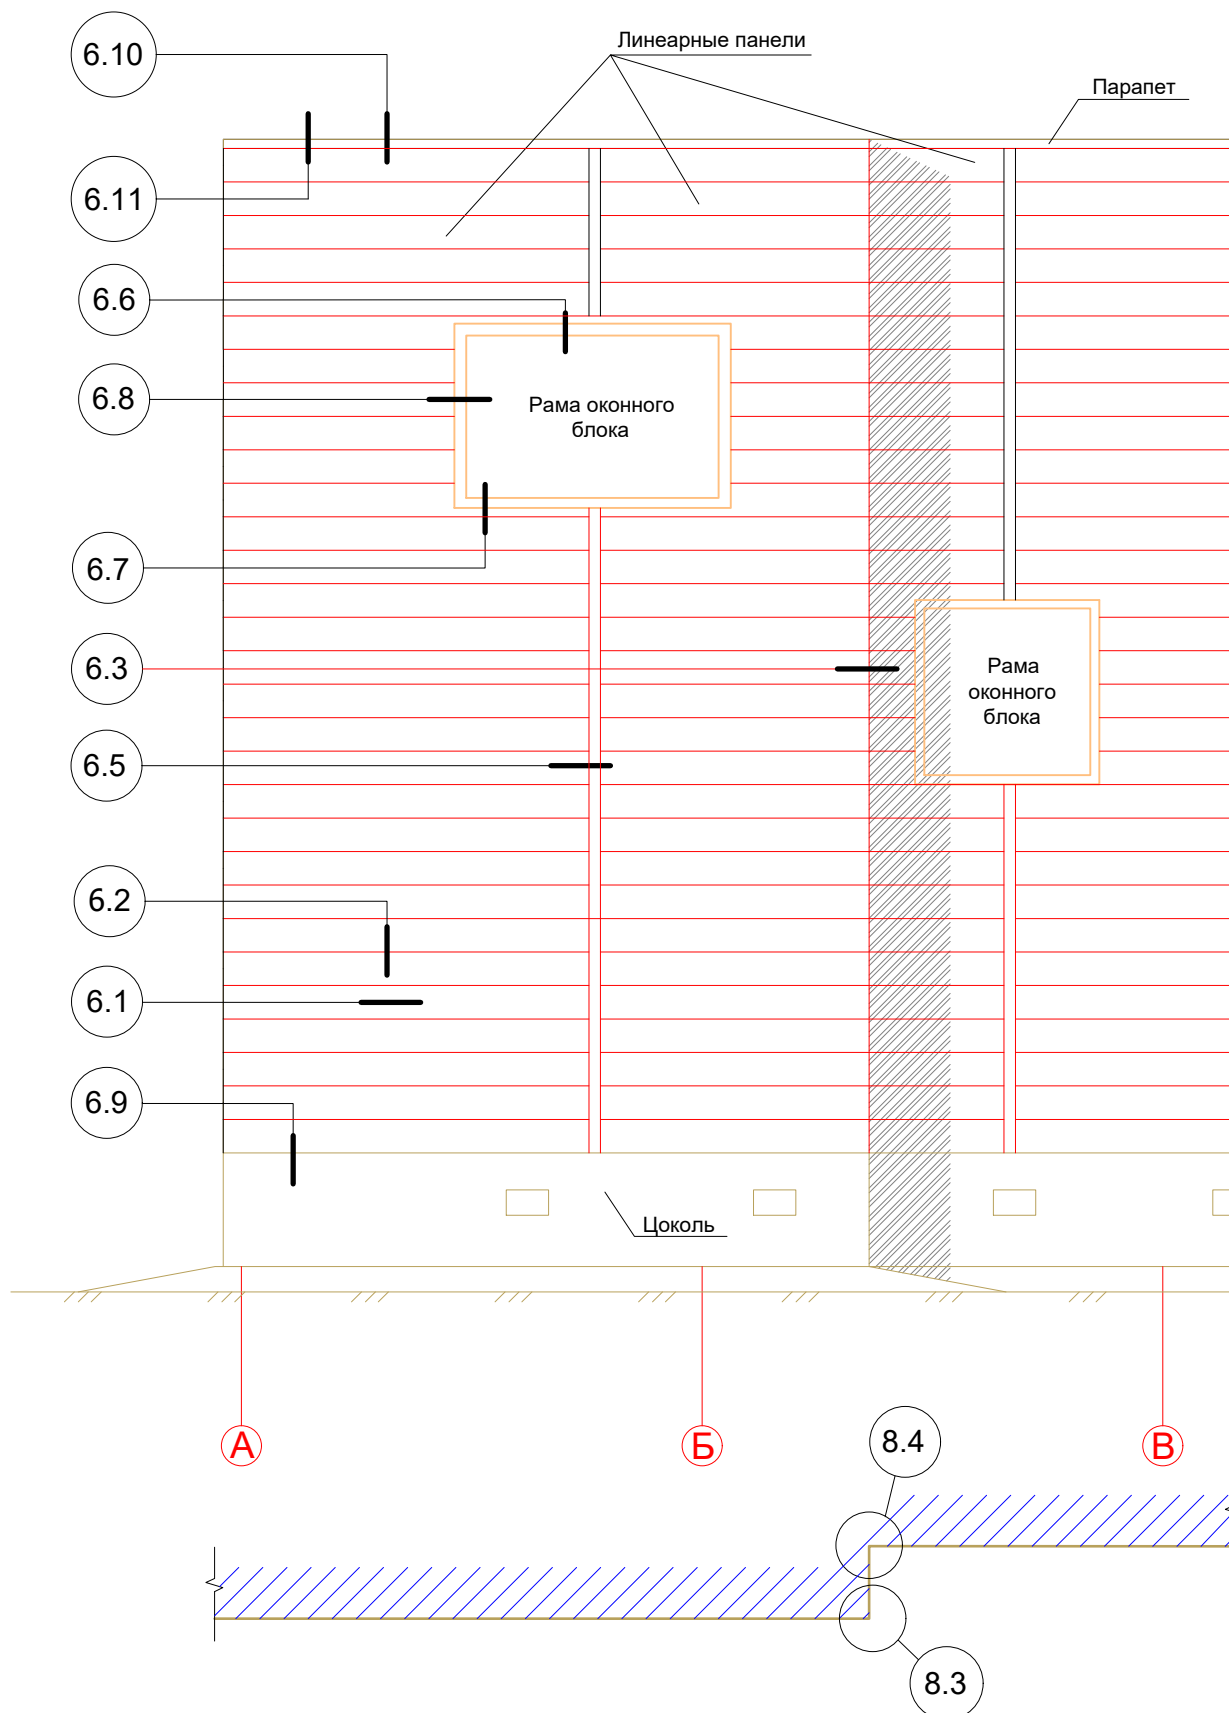 6.10
Линеарные панели
Парапет
6.11
6.6
6.8
Рама оконного
блока
6.7
6.3
Рама
оконного
блока
6.5
6.2
6.1
6.9
Цоколь
А
Б
В
8.4
8.3